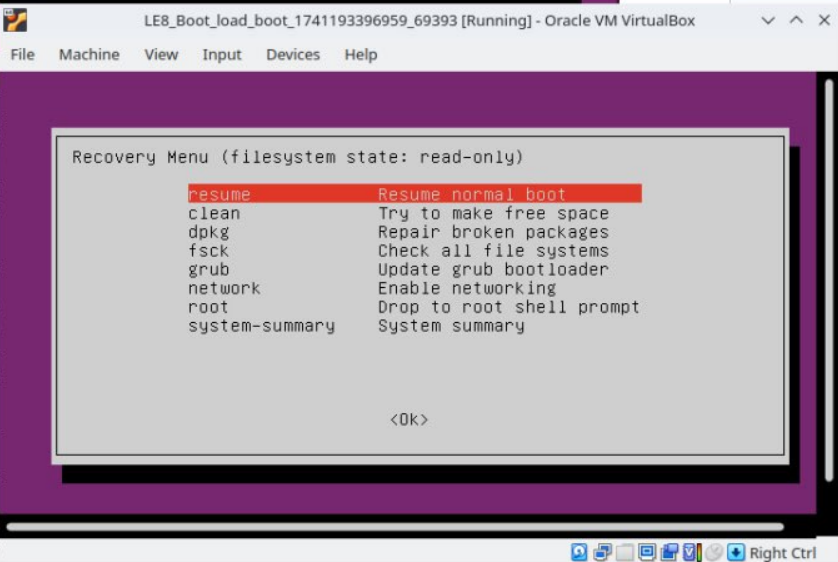 LE8_Boot_load_boot_1741193396959_69393 [Running] - Oracle VM VirtualBox
File Machine View Input Devices Help
Recovery Menu (filesystem state: read-only)
resume Resume normal boot
clean Try to make free space
dpkg Repair broken packages
fsck Check all file systems
grub Update grub bootloader
network Enable networking
root Drop to root shell prompt
system-summary System summary
<Ok>
Right Ctrl